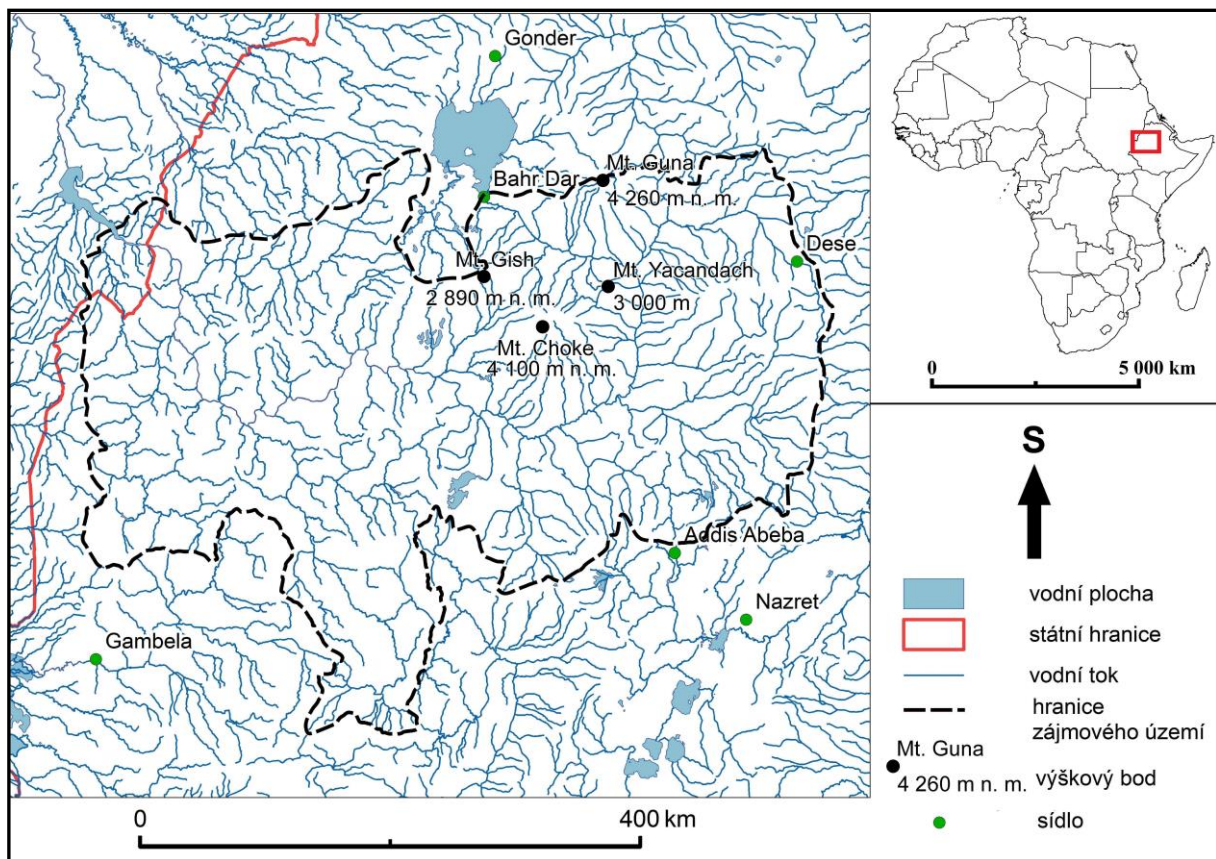 Gonder
Bahr Dar
Mt. Guna
4 260 m n. m.
Dese
Mt. Gish
2 890 m n. m.
Mt. Yacandach
3 000 m
Mt. Choke
4 100 m n. m.
Addis Abeba
Nazret
Gambela
0
400 km
0
5 000 km
S
vodní plocha
státní hranice
vodní tok
hranice
zájmového území
Mt. Guna
4 260 m n. m.
výškový bod
sídlo